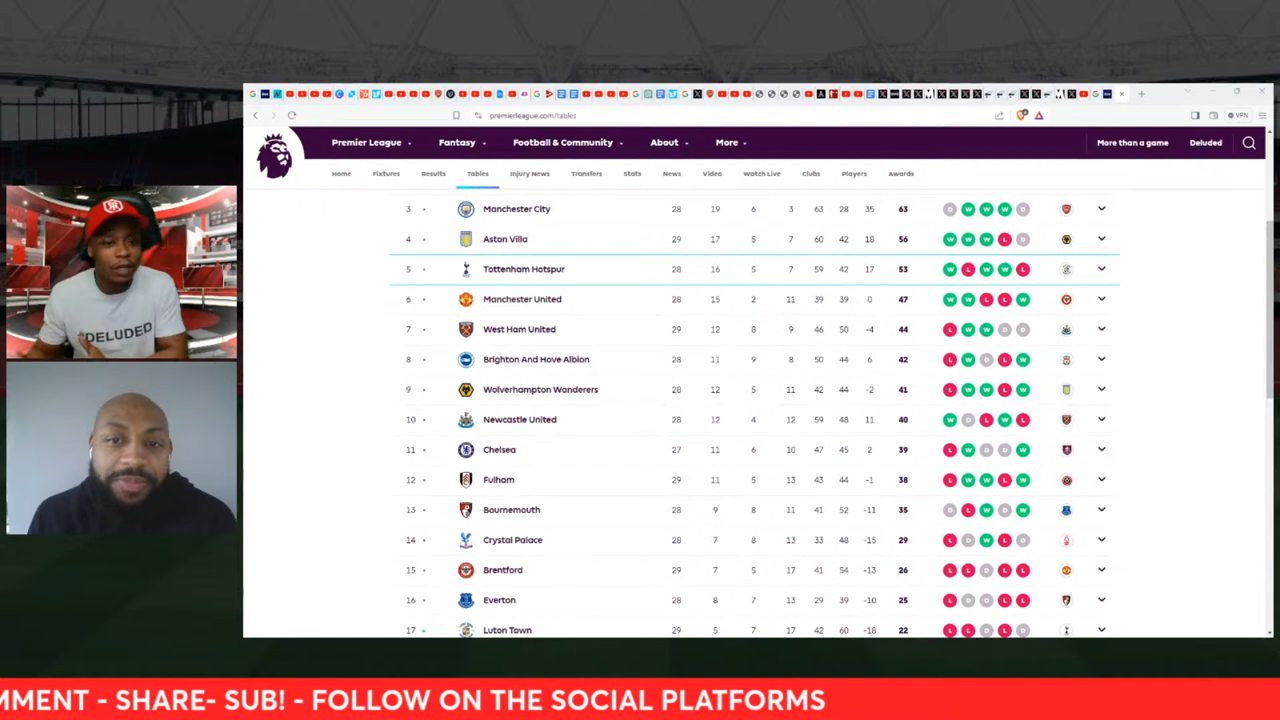 premierleague.com/tables
VPN
Premier League Fantasy Football & Community About More More than a game Deluded
Home Fixtures Results Tables Injury News Transfers Stats News Video Watch Live Clubs Players Awards
3 Manchester City 28 19 6 3 63 28 35 63 D W W W D
4 Aston Villa 29 17 5 7 60 42 18 56 W W W L D
5 Tottenham Hotspur 28 16 5 7 59 42 17 53 W L W W L
6 Manchester United 28 15 2 11 39 39 0 47 W W L L W
7 West Ham United 29 12 8 9 46 50 -4 44 L W W D D
8 Brighton And Hove Albion 28 11 9 8 50 44 6 42 L W D L W
9 Wolverhampton Wanderers 28 12 5 11 42 44 -2 41 L W W L W
10 Newcastle United 28 12 4 12 59 48 11 40 W D L W L
11 Chelsea 27 11 6 10 47 45 2 39 L W D D W
12 Fulham 29 11 5 13 43 44 -1 38 L W W L W
13 Bournemouth 28 9 8 11 41 52 -11 35 D L W D W
14 Crystal Palace 28 7 8 13 33 48 -15 29 L D W L D
15 Brentford 29 7 5 17 41 54 -13 26 L L D L L
16 Everton 28 8 7 13 29 39 -10 25 L D D L L
17 Luton Town 29 5 7 17 42 60 -18 22 L L D L D
DELUDED
MMENT - SHARE- SUB! - FOLLOW ON THE SOCIAL PLATFORMS